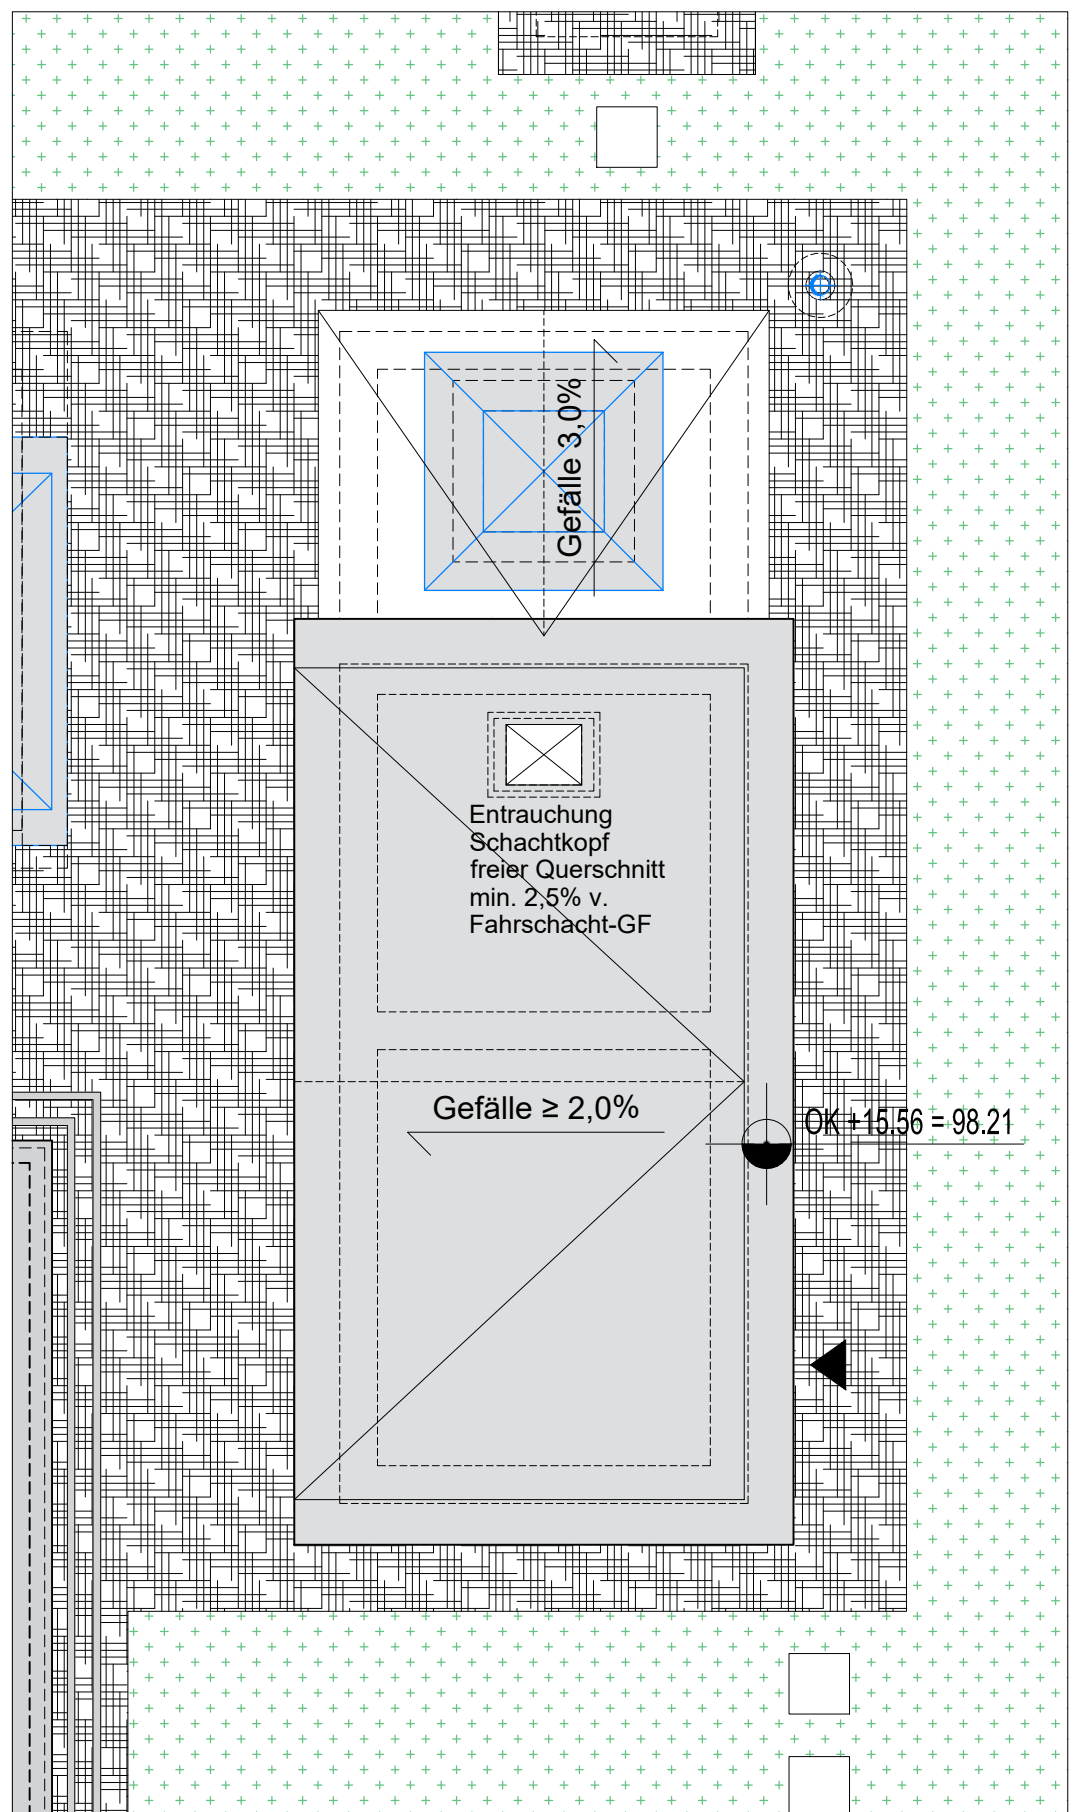 Gefälle 3,0%
Entrauchung
Schachtkopf
freier Querschnitt
min. 2,5% v.
Fahrschacht-GF
Gefälle ≥ 2,0%
OK +15.56 = 98.21